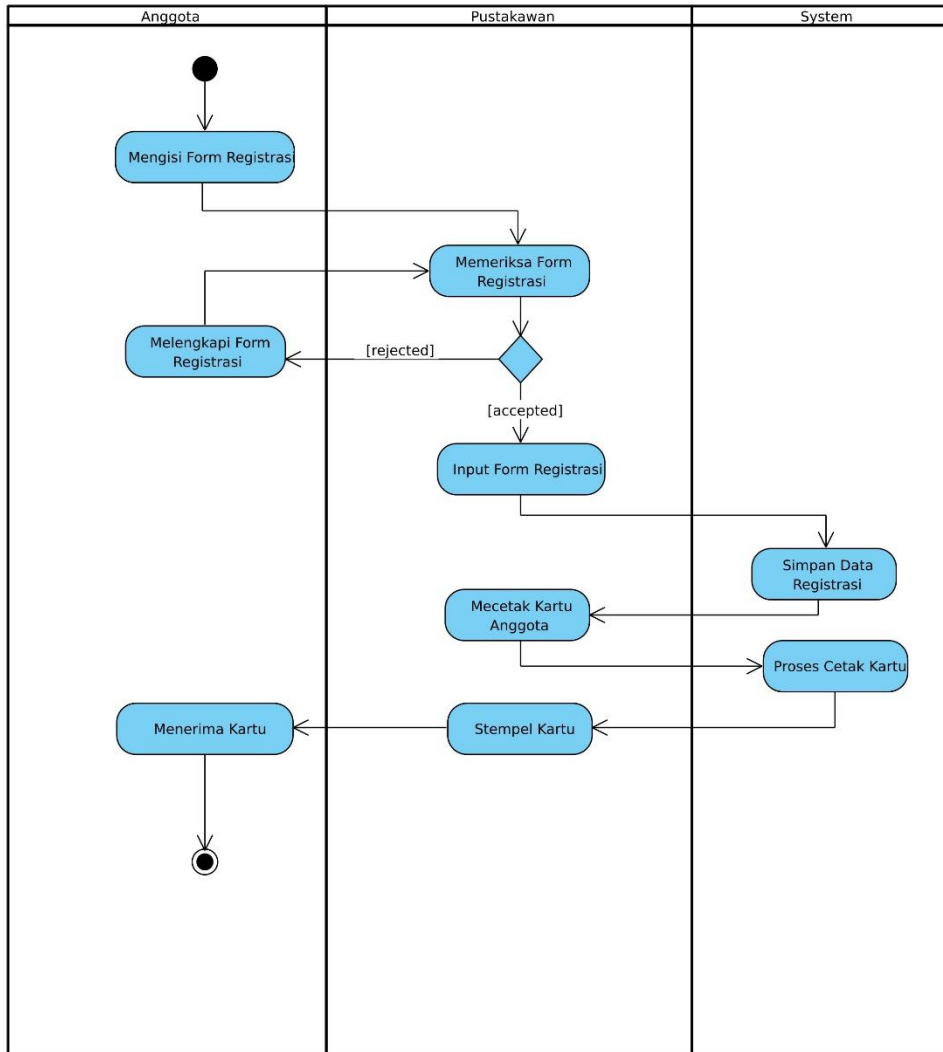 Anggota
Pustakawan
System
Mengisi Form Registrasi
Memeriksa Form
Registrasi
Melengkapi Form
Registrasi
[rejected]
[accepted]
Input Form Registrasi
Simpan Data
Registrasi
Mecetak Kartu
Anggota
Proses Cetak Kartu
Menerima Kartu
Stempel Kartu